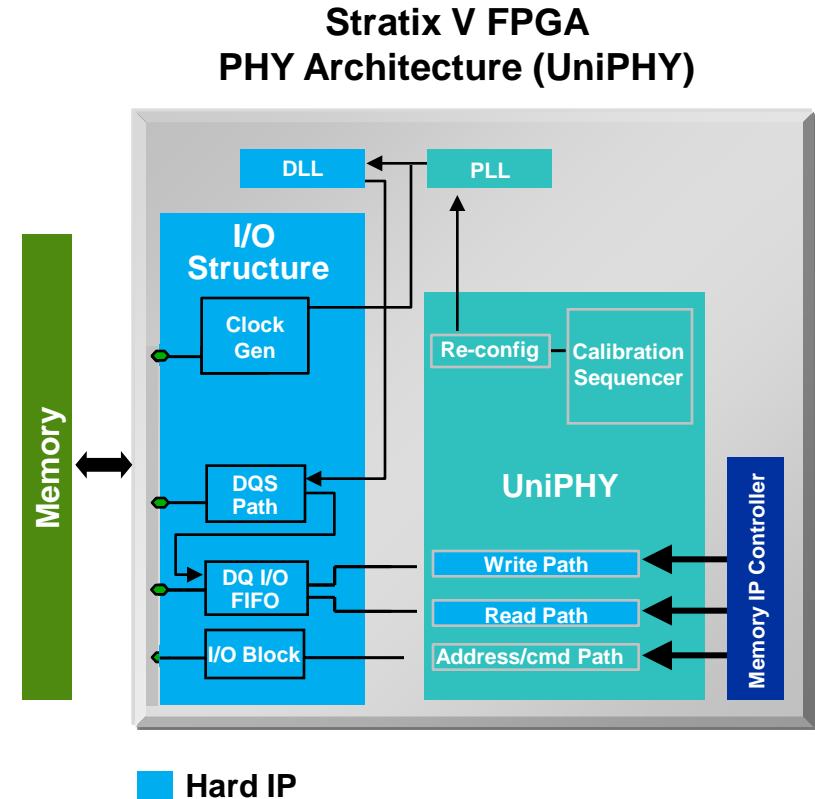 Stratix V FPGA
PHY Architecture (UniPHY)
DLL
PLL
I/O
Structure
Clock
Gen
Re-config
Calibration
Sequencer
Memory
DQS
Path
UniPHY
Memory IP Controller
DQ I/O
FIFO
Write Path
Read Path
I/O Block
Address/cmd Path
Hard IP